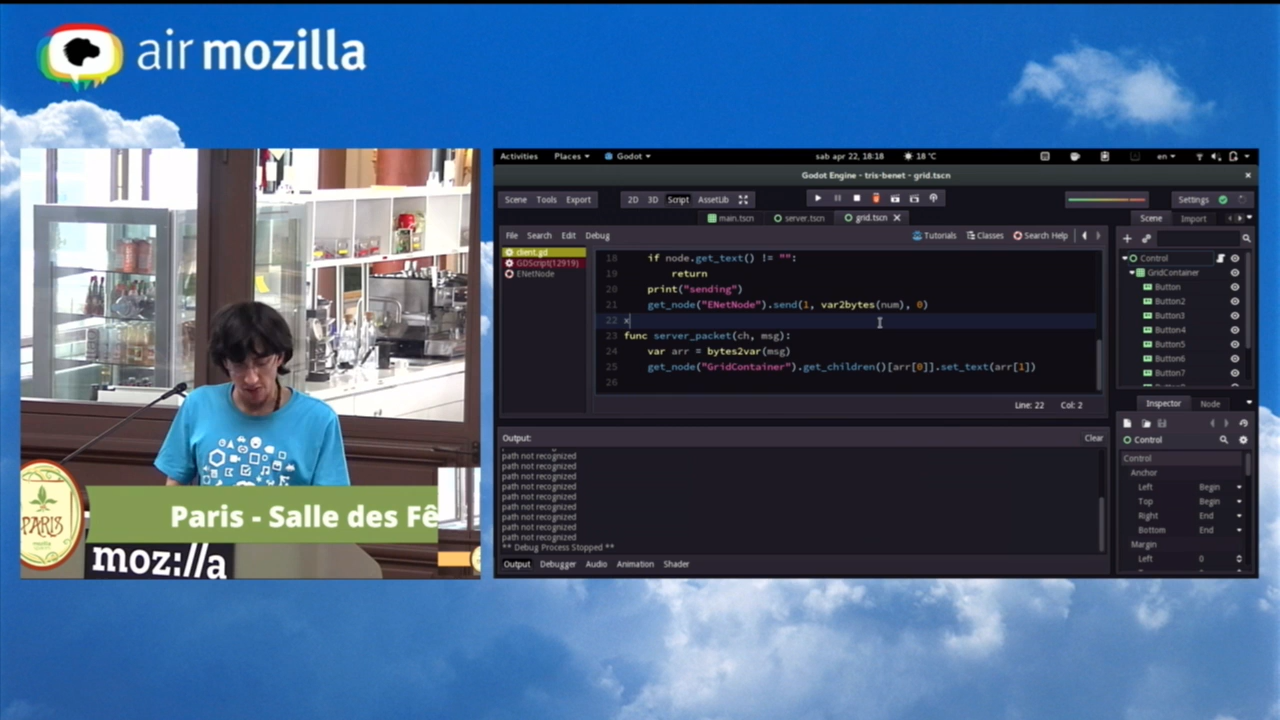 air mozilla
PARIS
mozilla
Paris - Salle des Fê
moz://a
Activities Places Godot sab apr 22, 18:18 18 °C en
Godot Engine - tris-benet - grid.tscn
Scene Tools Export 2D 3D Script AssetLib Settings
main.tscn server.tscn grid.tscn
File Search Edit Debug Tutorials Classes Search Help
client.gd
GDScript(12919)
ENetNode
18 if node.get_text() != "":
19 return
20 print("sending")
21 get_node("ENetNode").send(1, var2bytes(num), 0)
22 x
23 func server_packet(ch, msg):
24 var arr = bytes2var(msg)
25 get_node("GridContainer").get_children()[arr[0]].set_text(arr[1])
26
Line: 22 Col: 2
Output: Clear
path not recognized
path not recognized
path not recognized
path not recognized
path not recognized
path not recognized
path not recognized
path not recognized
path not recognized
** Debug Process Stopped **
Output Debugger Audio Animation Shader
Scene Import
Control
GridContainer
Button
Button2
Button3
Button4
Button5
Button6
Button7
Inspector Node
Control
Control
Anchor
Left Begin
Top Begin
Right End
Bottom End
Margin
Left 0